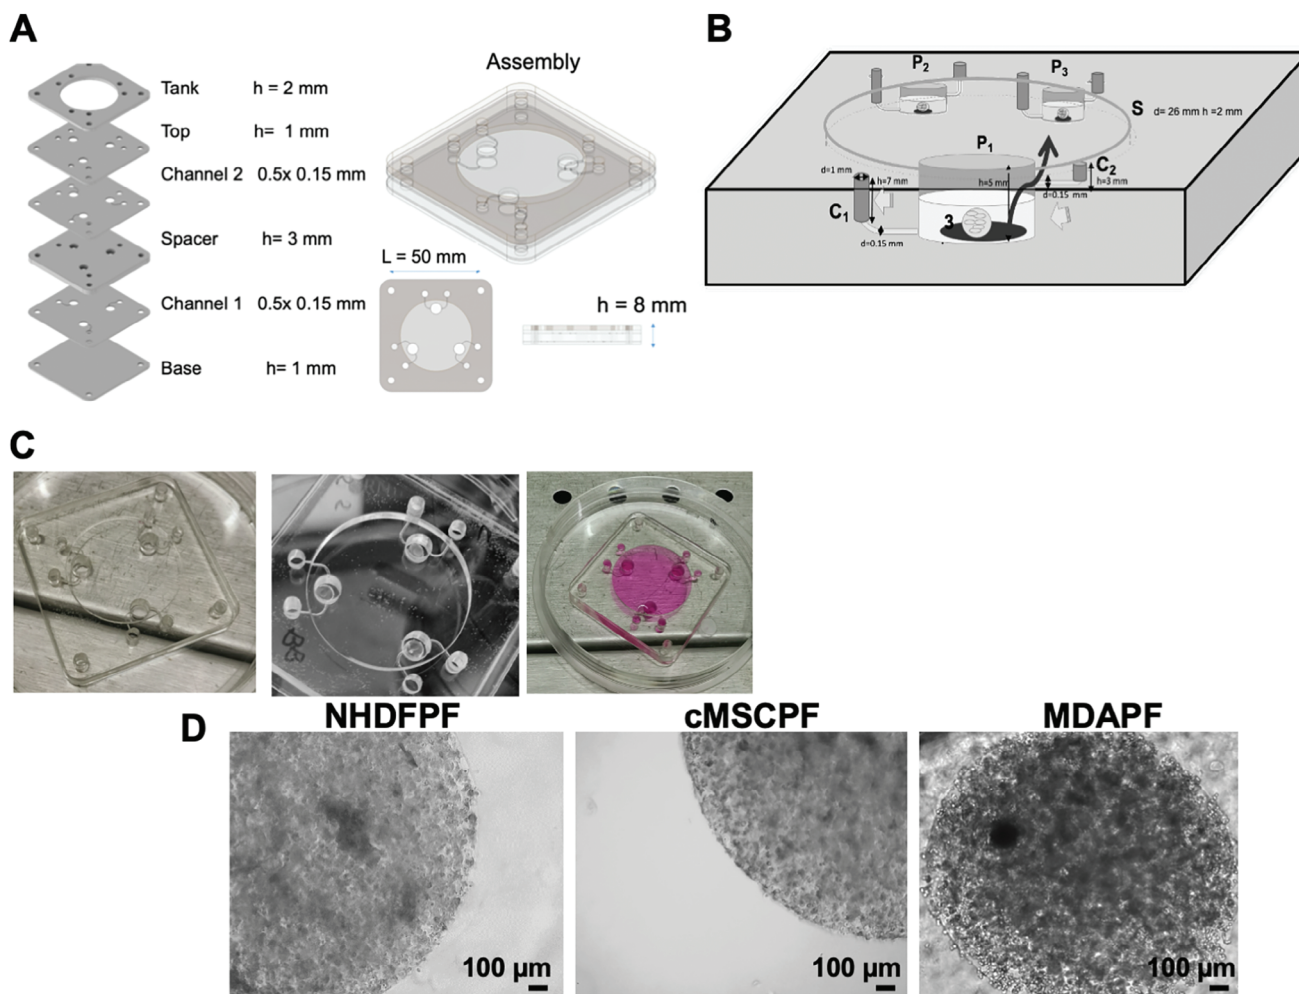 A
Tank h = 2 mm
Top h= 1 mm
Channel 2 0.5x 0.15 mm
Spacer h= 3 mm
Channel 1 0.5x 0.15 mm
Base h= 1 mm
Assembly
L = 50 mm
h = 8 mm
B
P2
P3
S d= 26 mm h =2 mm
P1
d=1 mm
h=7 mm
h=5 mm
C2
h=3 mm
d=0.15 mm
C1
3
d=0.15 mm
C
D
NHDFPF
cMSCPF
MDAPF
100 µm
100 µm
100 µm